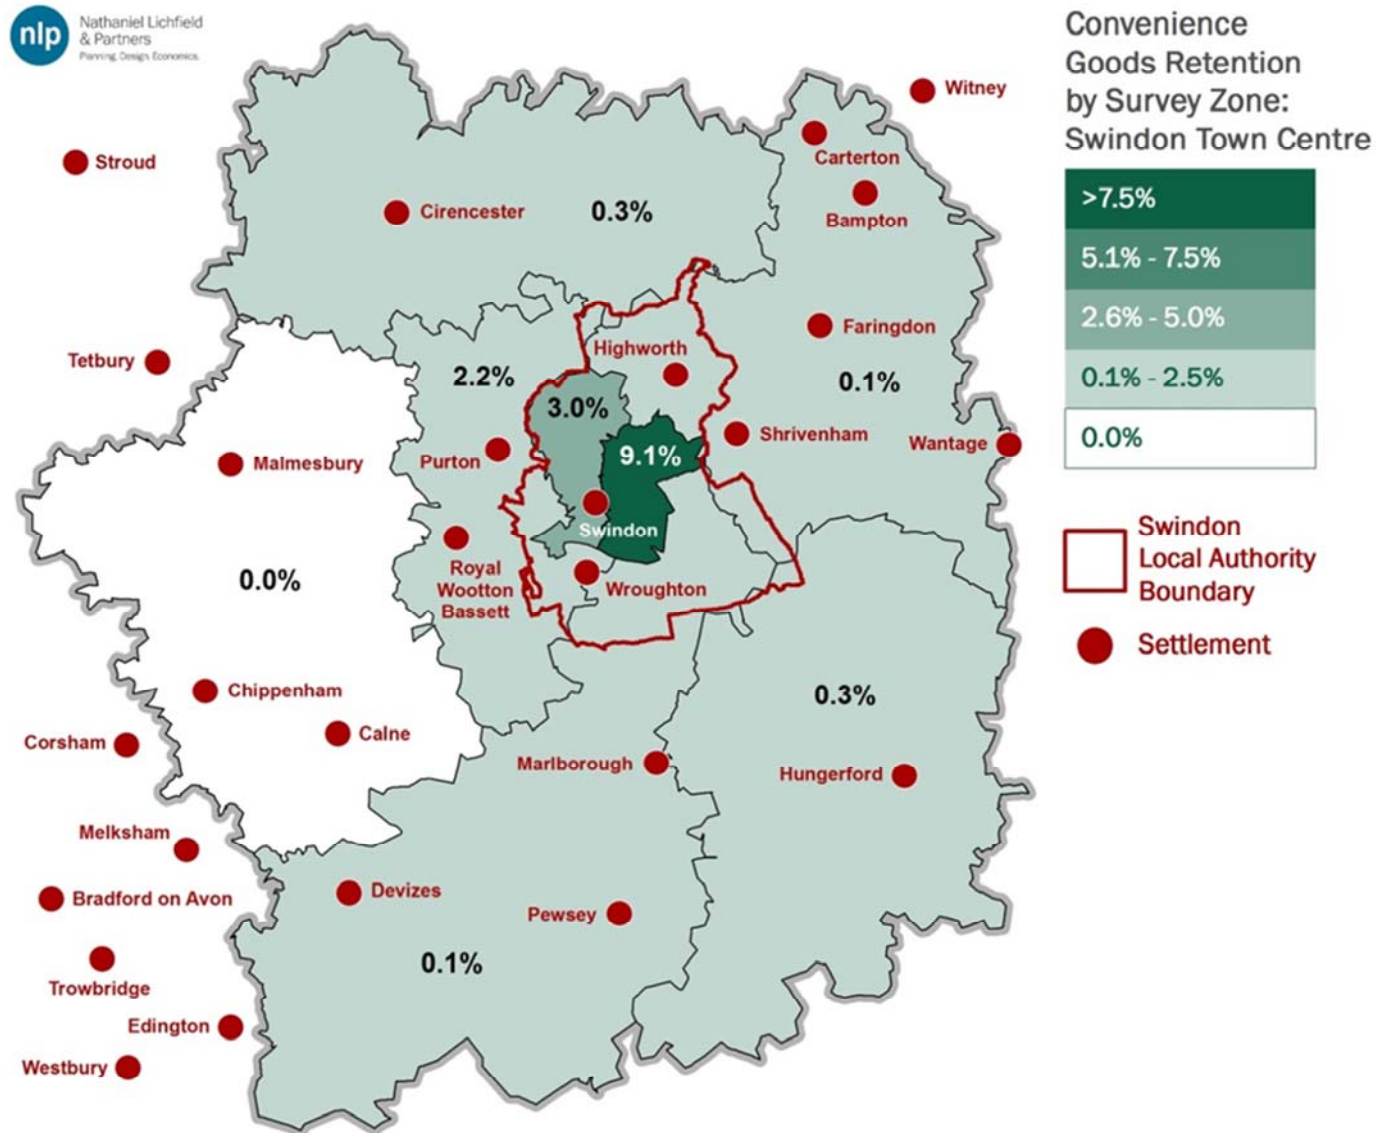 nlp
Nathaniel Lichfield
& Partners
Planning. Design. Economics.
Convenience
Goods Retention
by Survey Zone:
Swindon Town Centre
>7.5%
5.1% - 7.5%
2.6% - 5.0%
0.1% - 2.5%
0.0%
Swindon
Local Authority
Boundary
Settlement
Witney
Carterton
Stroud
Bampton
Cirencester
0.3%
Faringdon
Highworth
Tetbury
2.2%
0.1%
3.0%
Shrivenham
Wantage
9.1%
Purton
Malmesbury
Swindon
Royal
Wootton
Bassett
0.0%
Wroughton
Chippenham
0.3%
Calne
Corsham
Marlborough
Hungerford
Melksham
Devizes
Bradford on Avon
Pewsey
0.1%
Trowbridge
Edington
Westbury